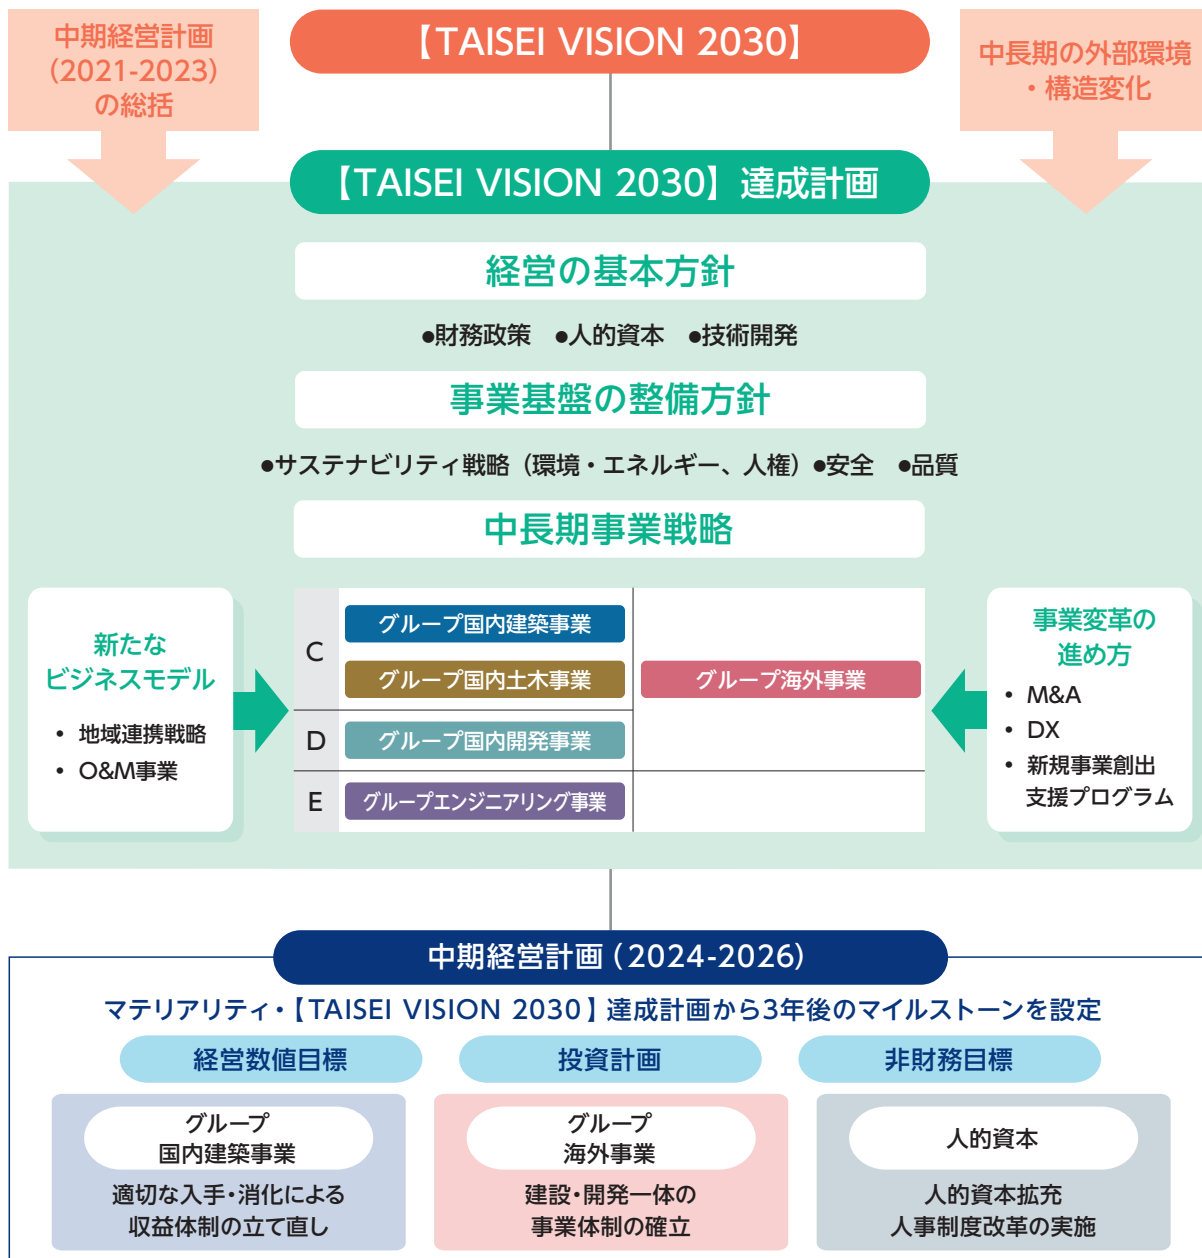 中期経営計画
(2021-2023)
の総括
【TAISEI VISION 2030】
中長期の外部環境
・構造変化
【TAISEI VISION 2030】達成計画
経営の基本方針
●財務政策 ●人的資本 ●技術開発
事業基盤の整備方針
●サステナビリティ戦略（環境・エネルギー、人権）●安全 ●品質
中長期事業戦略
新たな
ビジネスモデル
• 地域連携戦略
• O&M事業
C
グループ国内建築事業
グループ国内土木事業
グループ海外事業
D
グループ国内開発事業
E
グループエンジニアリング事業
事業変革の
進め方
• M&A
• DX
• 新規事業創出
支援プログラム
中期経営計画（2024-2026）
マテリアリティ・【TAISEI VISION 2030】達成計画から3年後のマイルストーンを設定
経営数値目標
投資計画
非財務目標
グループ
国内建築事業
適切な入手・消化による
収益体制の立て直し
グループ
海外事業
建設・開発一体の
事業体制の確立
人的資本
人的資本拡充
人事制度改革の実施